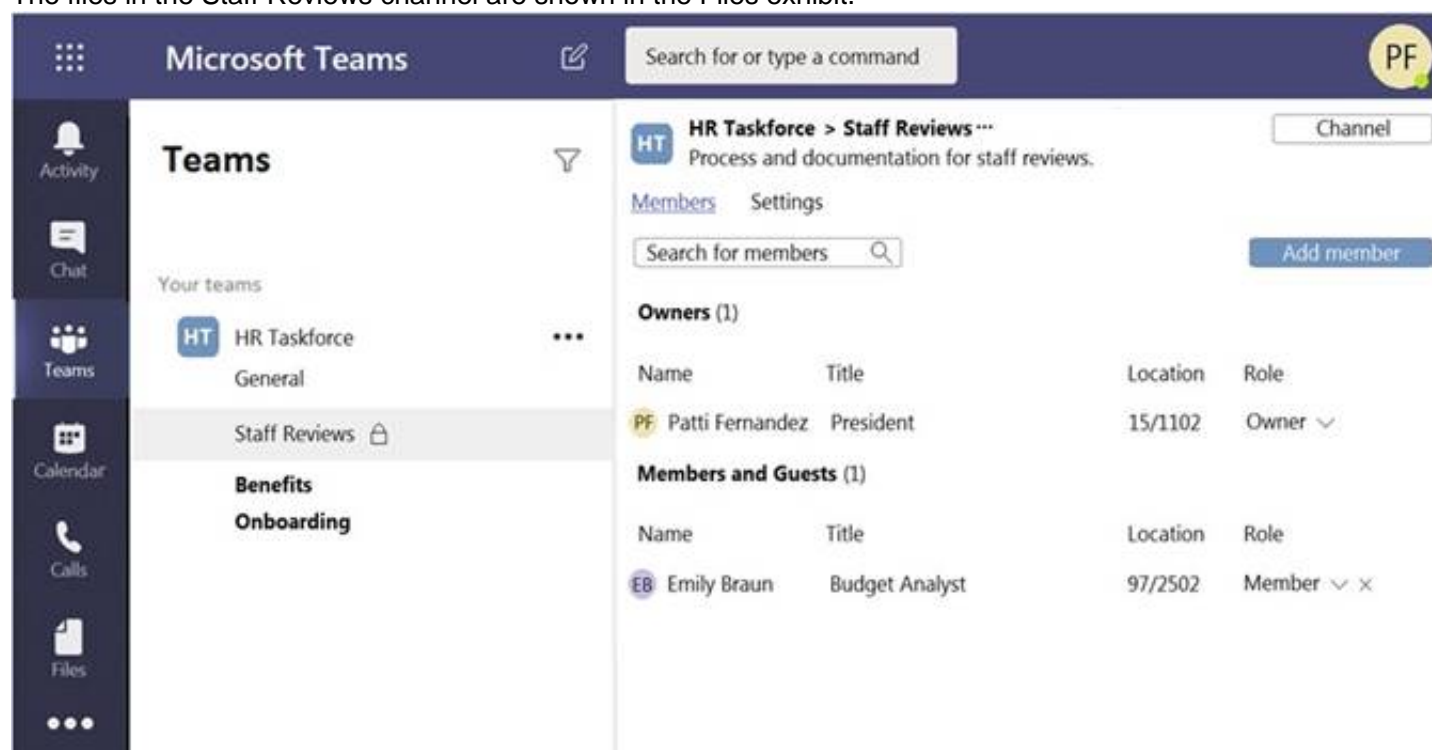 The files in the Staff Reviews channel are shown in the Files exhibit.
Microsoft Teams
Search for or type a command
PF
Activity
Chat
Teams
Calendar
Calls
Files
Teams
Your teams
HT HR Taskforce
General
Staff Reviews
Benefits
Onboarding
HT
HR Taskforce > Staff Reviews ···
Channel
Process and documentation for staff reviews.
Members Settings
Search for members
Add member
Owners (1)
Name Title Location Role
PF Patti Fernandez President 15/1102 Owner
Members and Guests (1)
Name Title Location Role
EB Emily Braun Budget Analyst 97/2502 Member